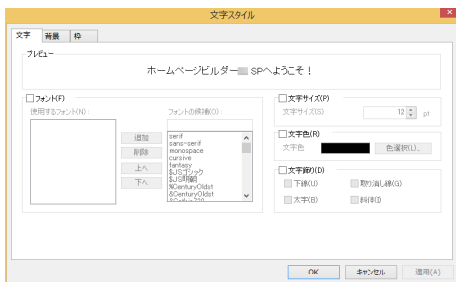 文字スタイル
文字 背景 枠
プレビュー
ホームページビルダー SPへようこそ！
フォント(F)
使用するフォント(N):
フォントの候補(O):
追加
削除
上へ
下へ
serif
sans-serif
monospace
cursive
fantasy
$JSゴシック
$JS明朝
%CenturyOldst
&CenturyOldst
文字サイズ(P)
文字サイズ(S) 12 pt
文字色(R)
文字色 色選択(L)...
文字飾り(D)
下線(U) 取り消し線(G)
太字(B) 斜体(I)
OK キャンセル 適用(A)